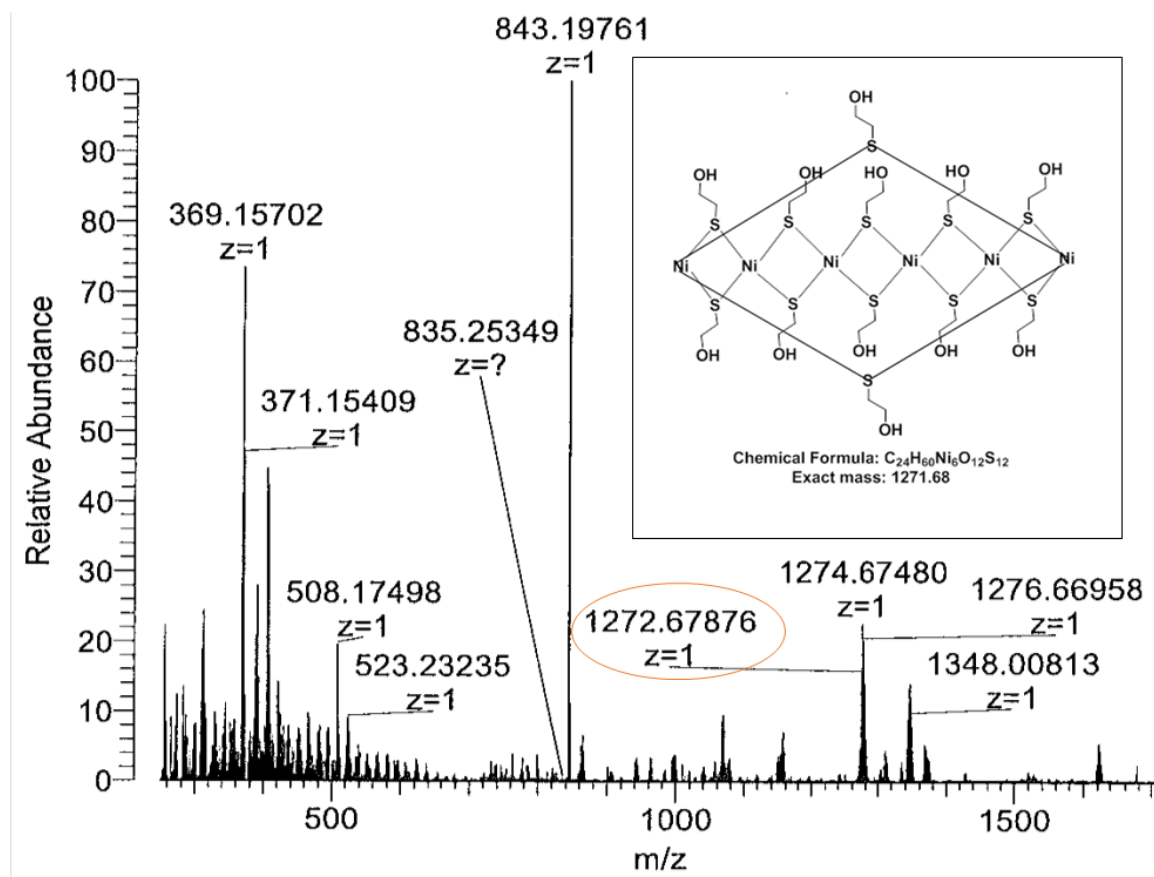 843.19761
z=1
100
90
80
70
60
50
40
30
20
10
0
Relative Abundance
369.15702
z=1
371.15409
z=1
835.25349
z=?
508.17498
z=1
523.23235
z=1
1272.67876
z=1
1274.67480
z=1
1276.66958
z=1
1348.00813
z=1
500
1000
1500
m/z
OH
S
OH OH HO OH OH
S S S S S
Ni Ni Ni Ni Ni Ni
S S S S S
OH OH OH OH OH
S
OH
Chemical Formula: C₂₄H₆₀Ni₆O₁₂S₁₂
Exact mass: 1271.68